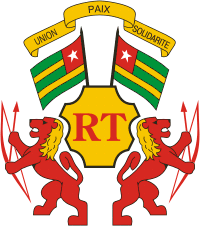 UNION PAIX SOLIDARITE
RT